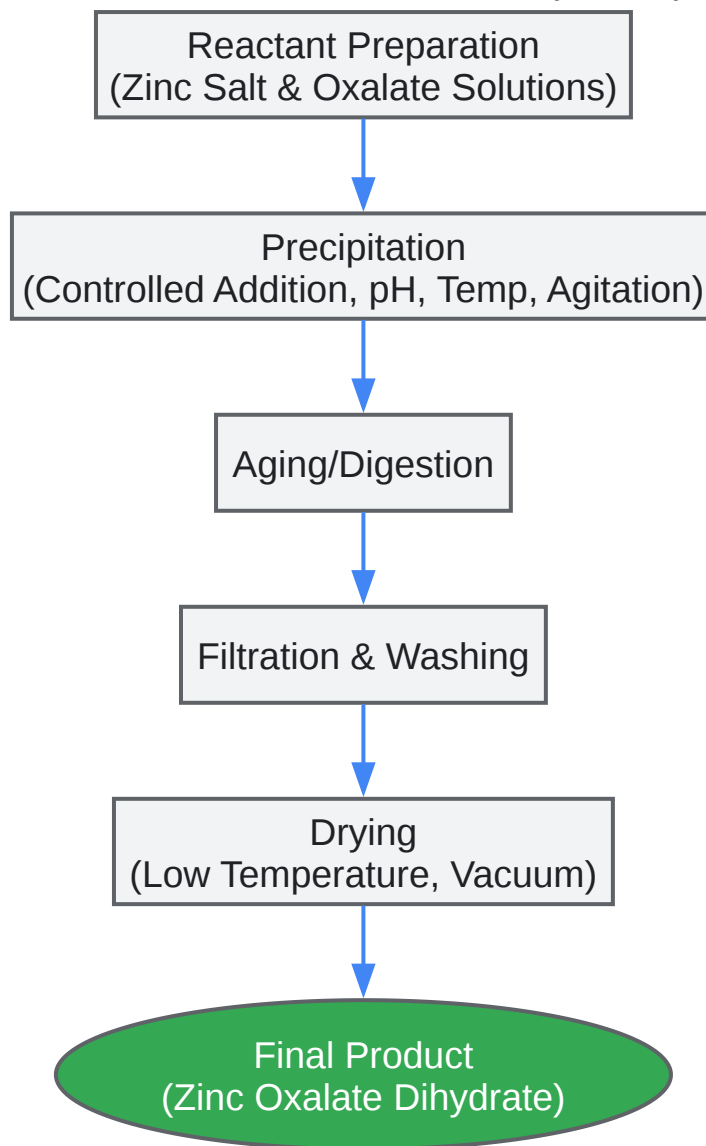 Reactant Preparation
(Zinc Salt & Oxalate Solutions)
Precipitation
(Controlled Addition, pH, Temp, Agitation)
Aging/Digestion
Filtration & Washing
Drying
(Low Temperature, Vacuum)
Final Product
(Zinc Oxalate Dihydrate)